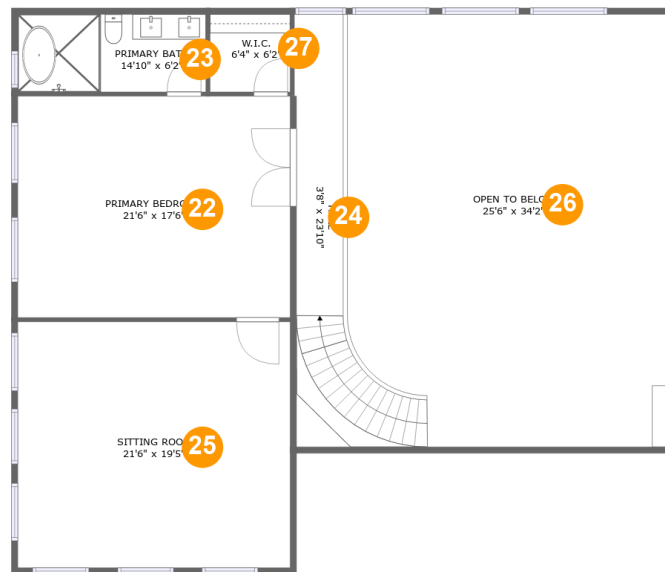 PRIMARY BAT
14'10" x 6'2"
23
W.I.C.
6'4" x 6'2"
27
PRIMARY BEDRO
21'6" x 17'6"
22
3'8" x 23'10"
24
OPEN TO BELO
25'6" x 34'2"
26
SITTING ROO
21'6" x 19'5"
25